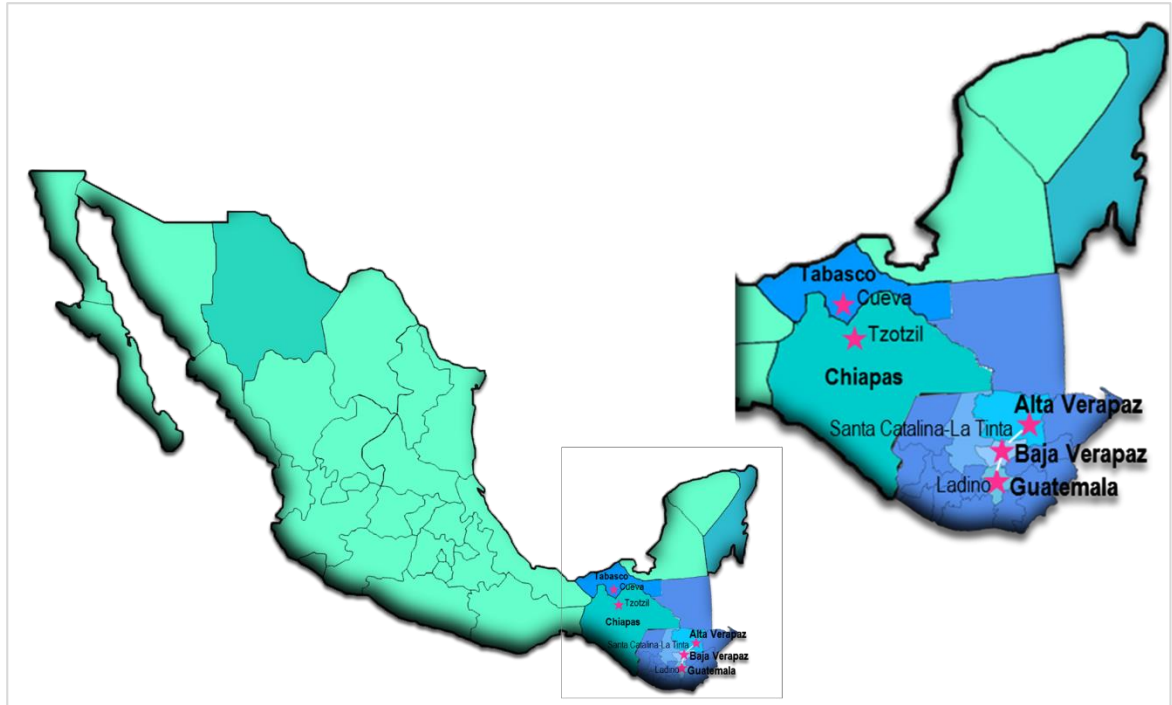 Tabasco
Cueva
Tzotzil
Chiapas
Alta Verapaz
Santa Catalina-La Tinta
Baja Verapaz
Ladino
Guatemala
Tabasco
Cueva
Tzotzil
Chiapas
Alta Verapaz
Santa Catalina-La Tinta
Baja Verapaz
Ladino
Guatemala